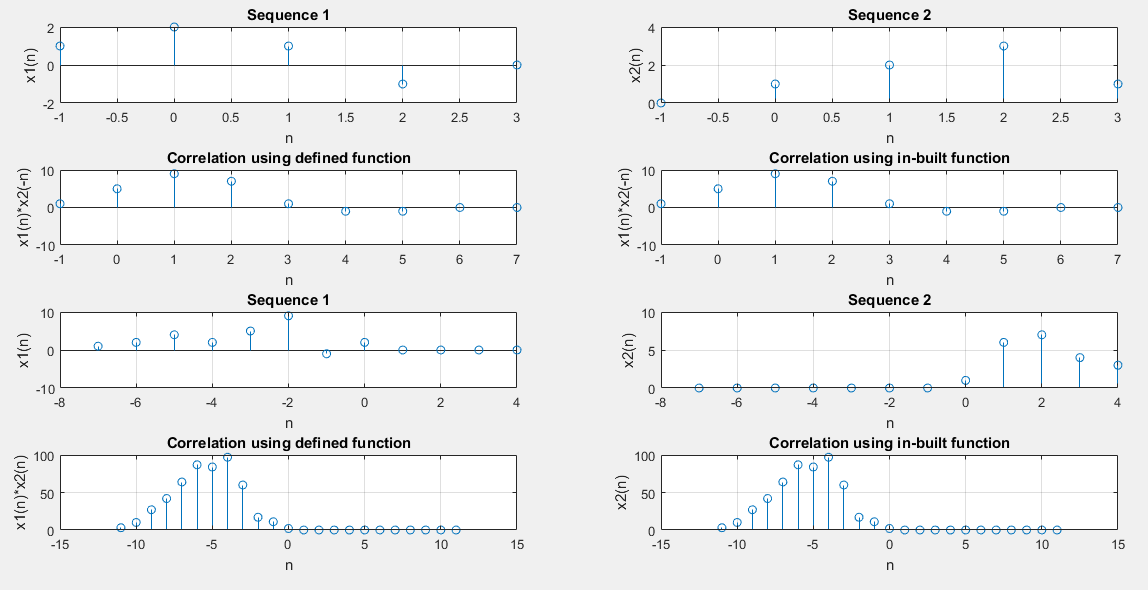 Sequence 1
x1(n)
2
0
-2
-1 -0.5 0 0.5 1 1.5 2 2.5 3
n
Sequence 2
x2(n)
4
2
0
-1 -0.5 0 0.5 1 1.5 2 2.5 3
n
Correlation using defined function
x1(n)*x2(-n)
10
0
-10
-1 0 1 2 3 4 5 6 7
n
Correlation using in-built function
x1(n)*x2(-n)
10
0
-10
-1 0 1 2 3 4 5 6 7
n
Sequence 1
x1(n)
10
0
-10
-8 -6 -4 -2 0 2 4
n
Sequence 2
x2(n)
10
5
0
-8 -6 -4 -2 0 2 4
n
Correlation using defined function
x1(n)*x2(n)
100
50
0
-15 -10 -5 0 5 10 15
n
Correlation using in-built function
x2(n)
100
50
0
-15 -10 -5 0 5 10 15
n